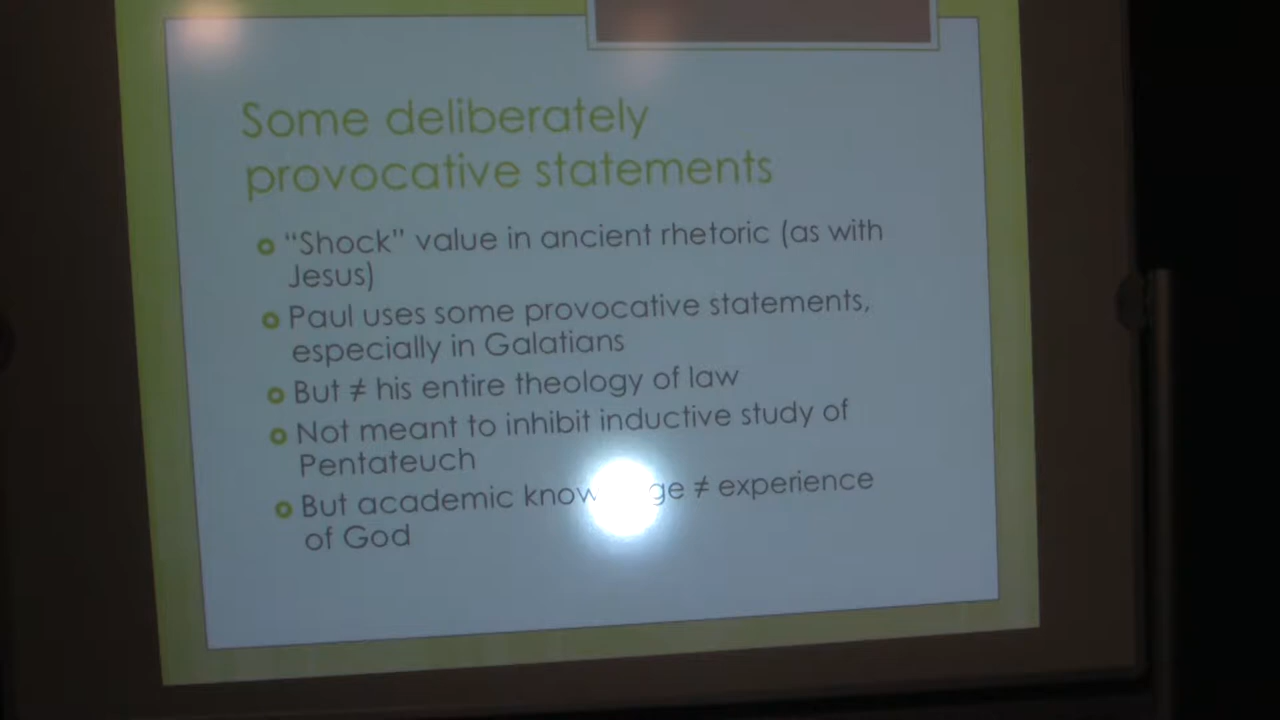 Some deliberately
provocative statements
“Shock” value in ancient rhetoric (as with
Jesus)
Paul uses some provocative statements,
especially in Galatians
But ≠ his entire theology of law
Not meant to inhibit inductive study of
Pentateuch
But academic ≠ experience
of God